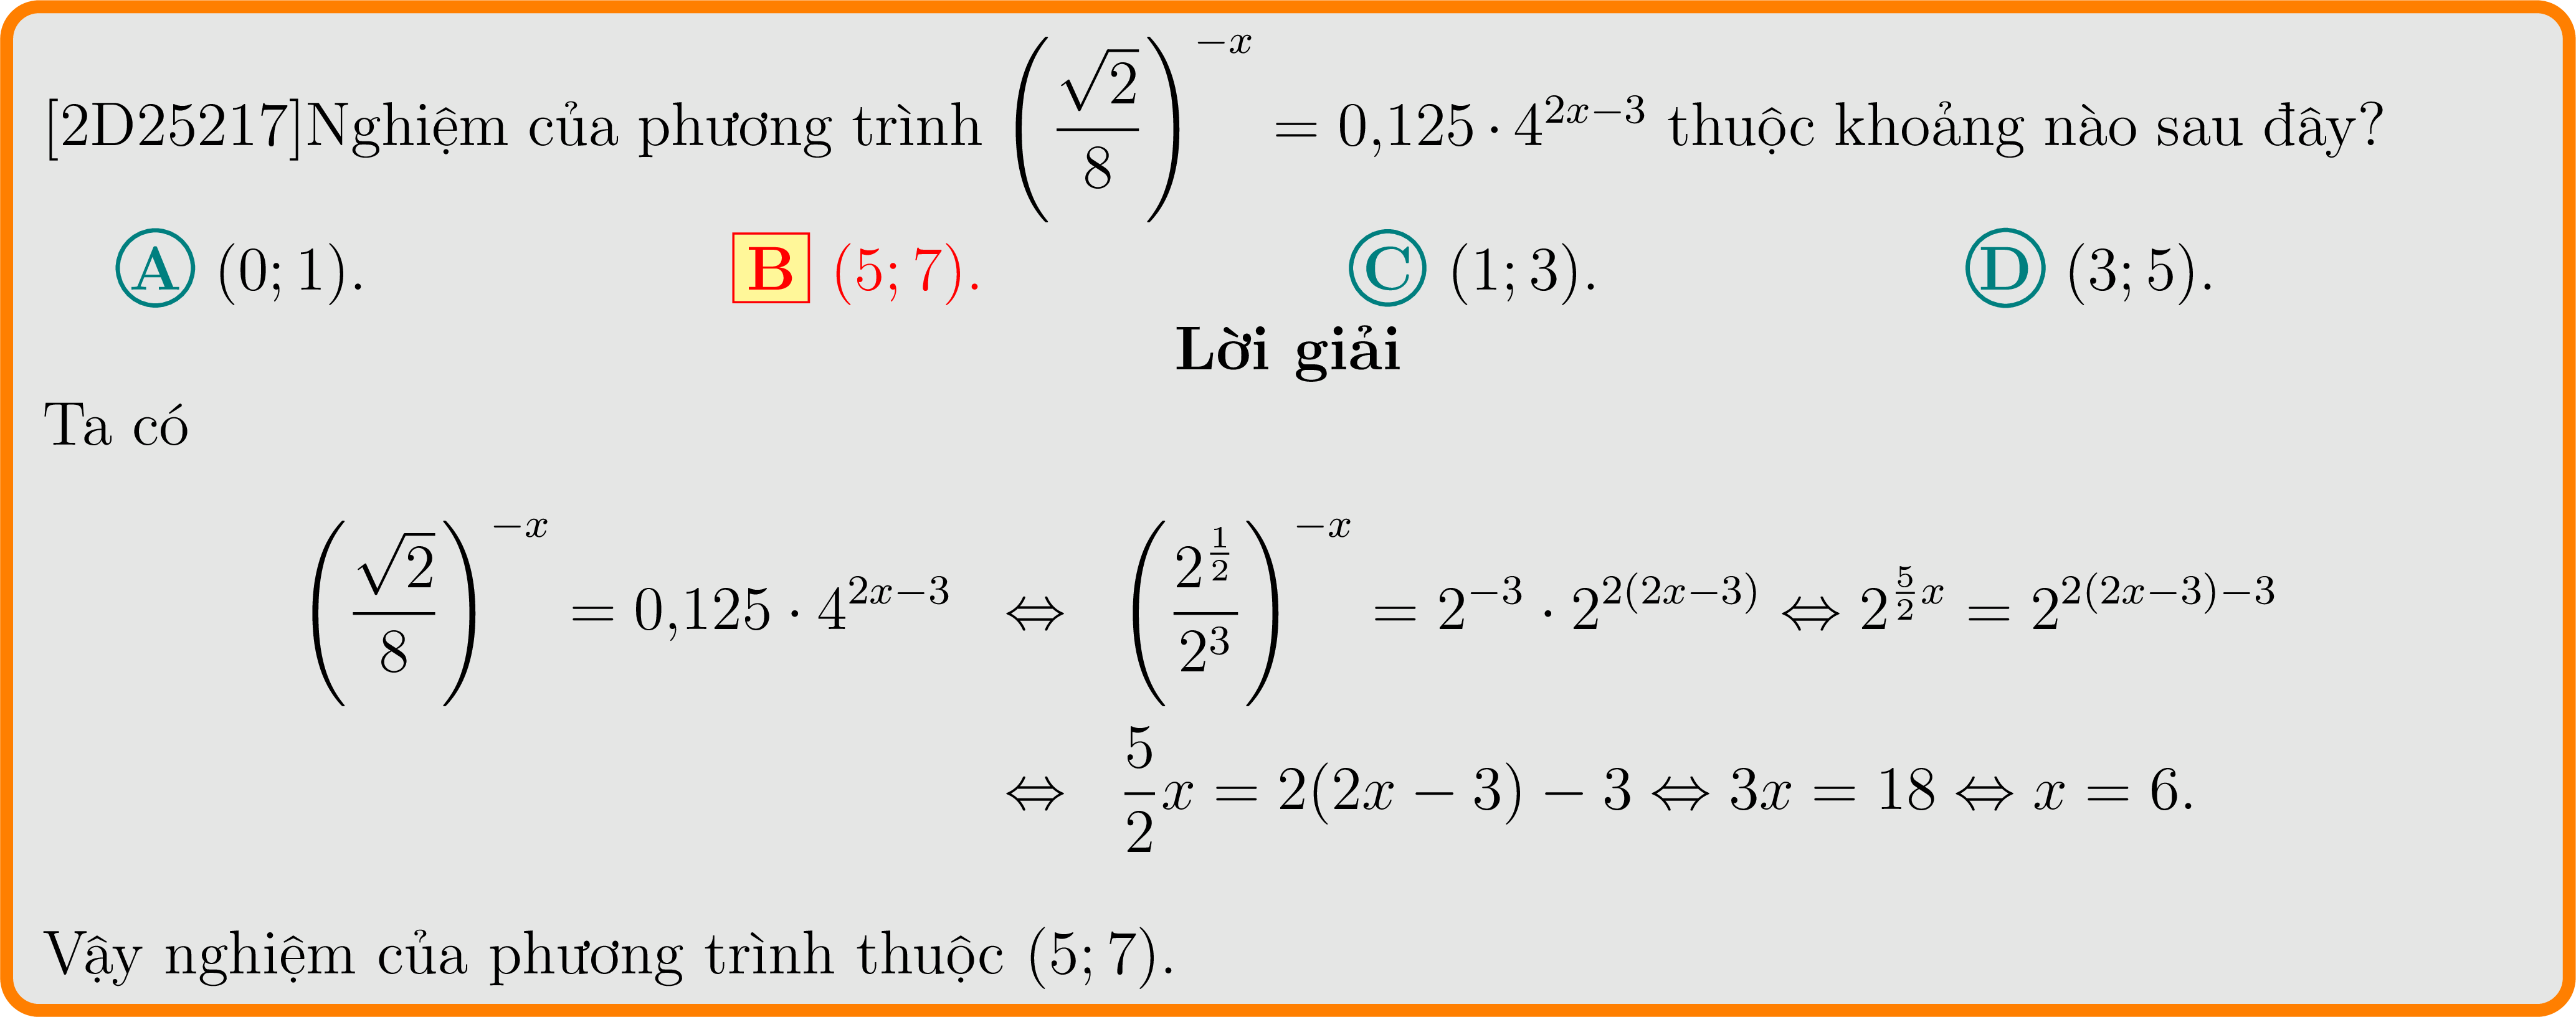 [2D25217]Nghiệm của phương trình $\left(\dfrac{\sqrt{2}}{8}\right)^{-x} = 0{,}125 \cdot 4^{2x-3}$ thuộc khoảng nào sau đây?
A (0; 1). B (5; 7). C (1; 3). D (3; 5).
Lời giải
Ta có
$\left(\dfrac{\sqrt{2}}{8}\right)^{-x} = 0{,}125 \cdot 4^{2x-3} \Leftrightarrow \left(\dfrac{2^{\frac{1}{2}}}{2^3}\right)^{-x} = 2^{-3} \cdot 2^{2(2x-3)} \Leftrightarrow 2^{\frac{5}{2}x} = 2^{2(2x-3)-3}$
$\Leftrightarrow \dfrac{5}{2}x = 2(2x-3)-3 \Leftrightarrow 3x = 18 \Leftrightarrow x = 6.$
Vậy nghiệm của phương trình thuộc (5; 7).